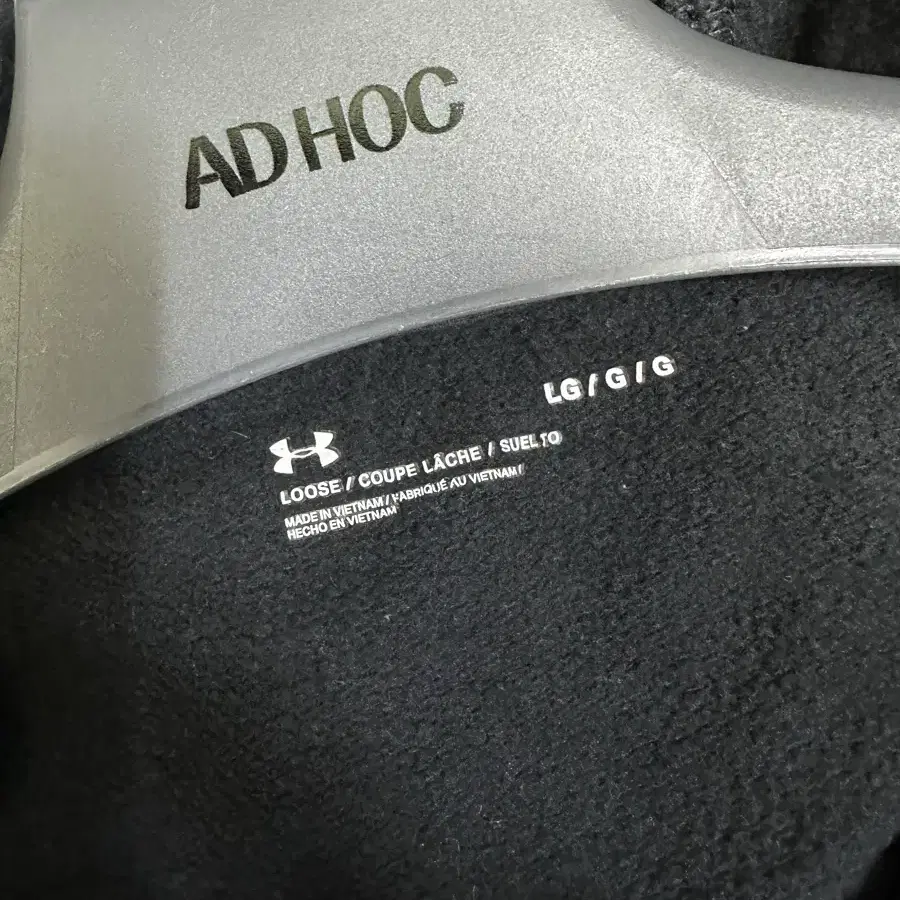 AD HOC
LG / G / G
LOOSE / COUPE LÂCHE / SUELTO
MADE IN VIETNAM / FABRIQUÉ AU VIETNAM /
HECHO EN VIETNAM